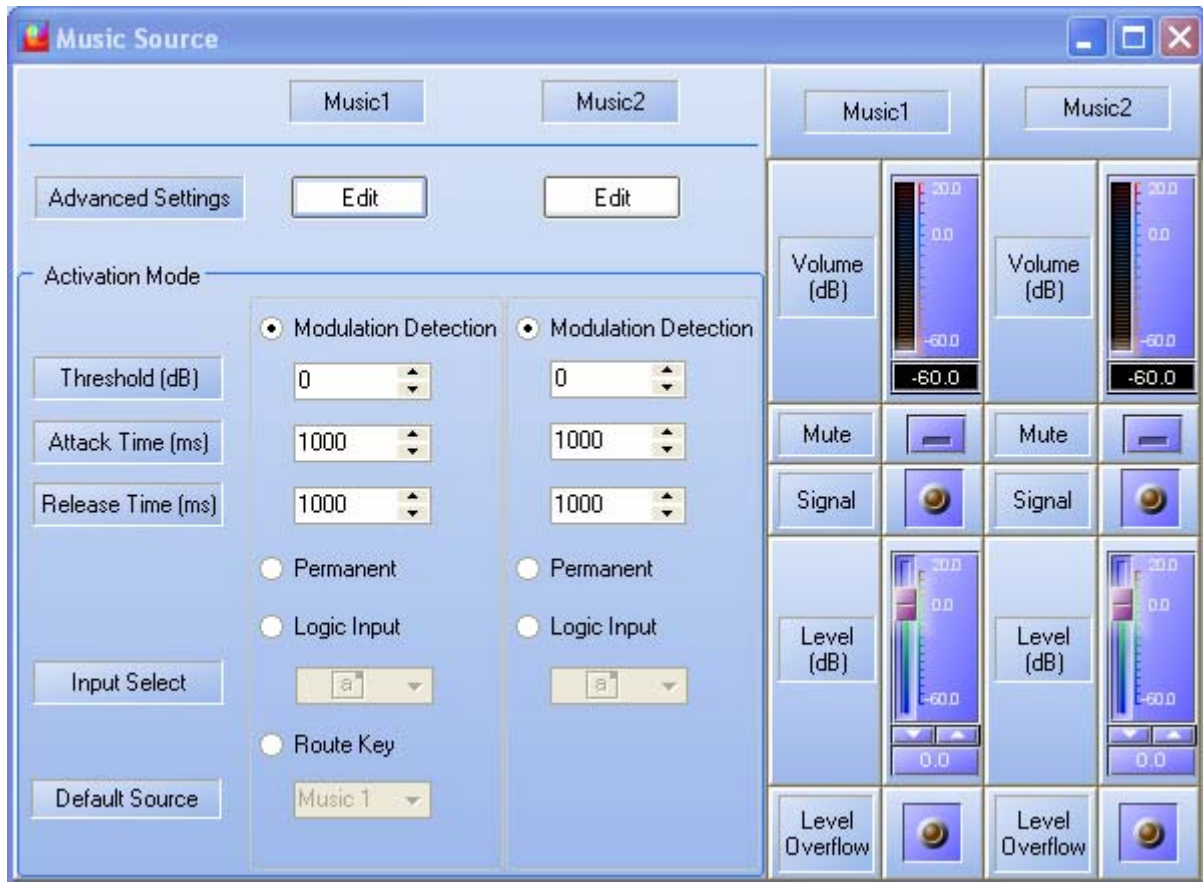 Music Source
Music1 Music2
Advanced Settings Edit Edit
Activation Mode
Modulation Detection Modulation Detection
Threshold (dB) 0 0
Attack Time (ms) 1000 1000
Release Time (ms) 1000 1000
Permanent Permanent
Logic Input Logic Input
Input Select a a
Route Key
Default Source Music 1
Music1 Music2
Volume (dB) 20.0 0.0 -60.0 Volume (dB) 20.0 0.0 -60.0
-60.0 -60.0
Mute Mute
Signal Signal
Level (dB) 20.0 0.0 -60.0 Level (dB) 20.0 0.0 -60.0
0.0 0.0
Level Overflow Level Overflow